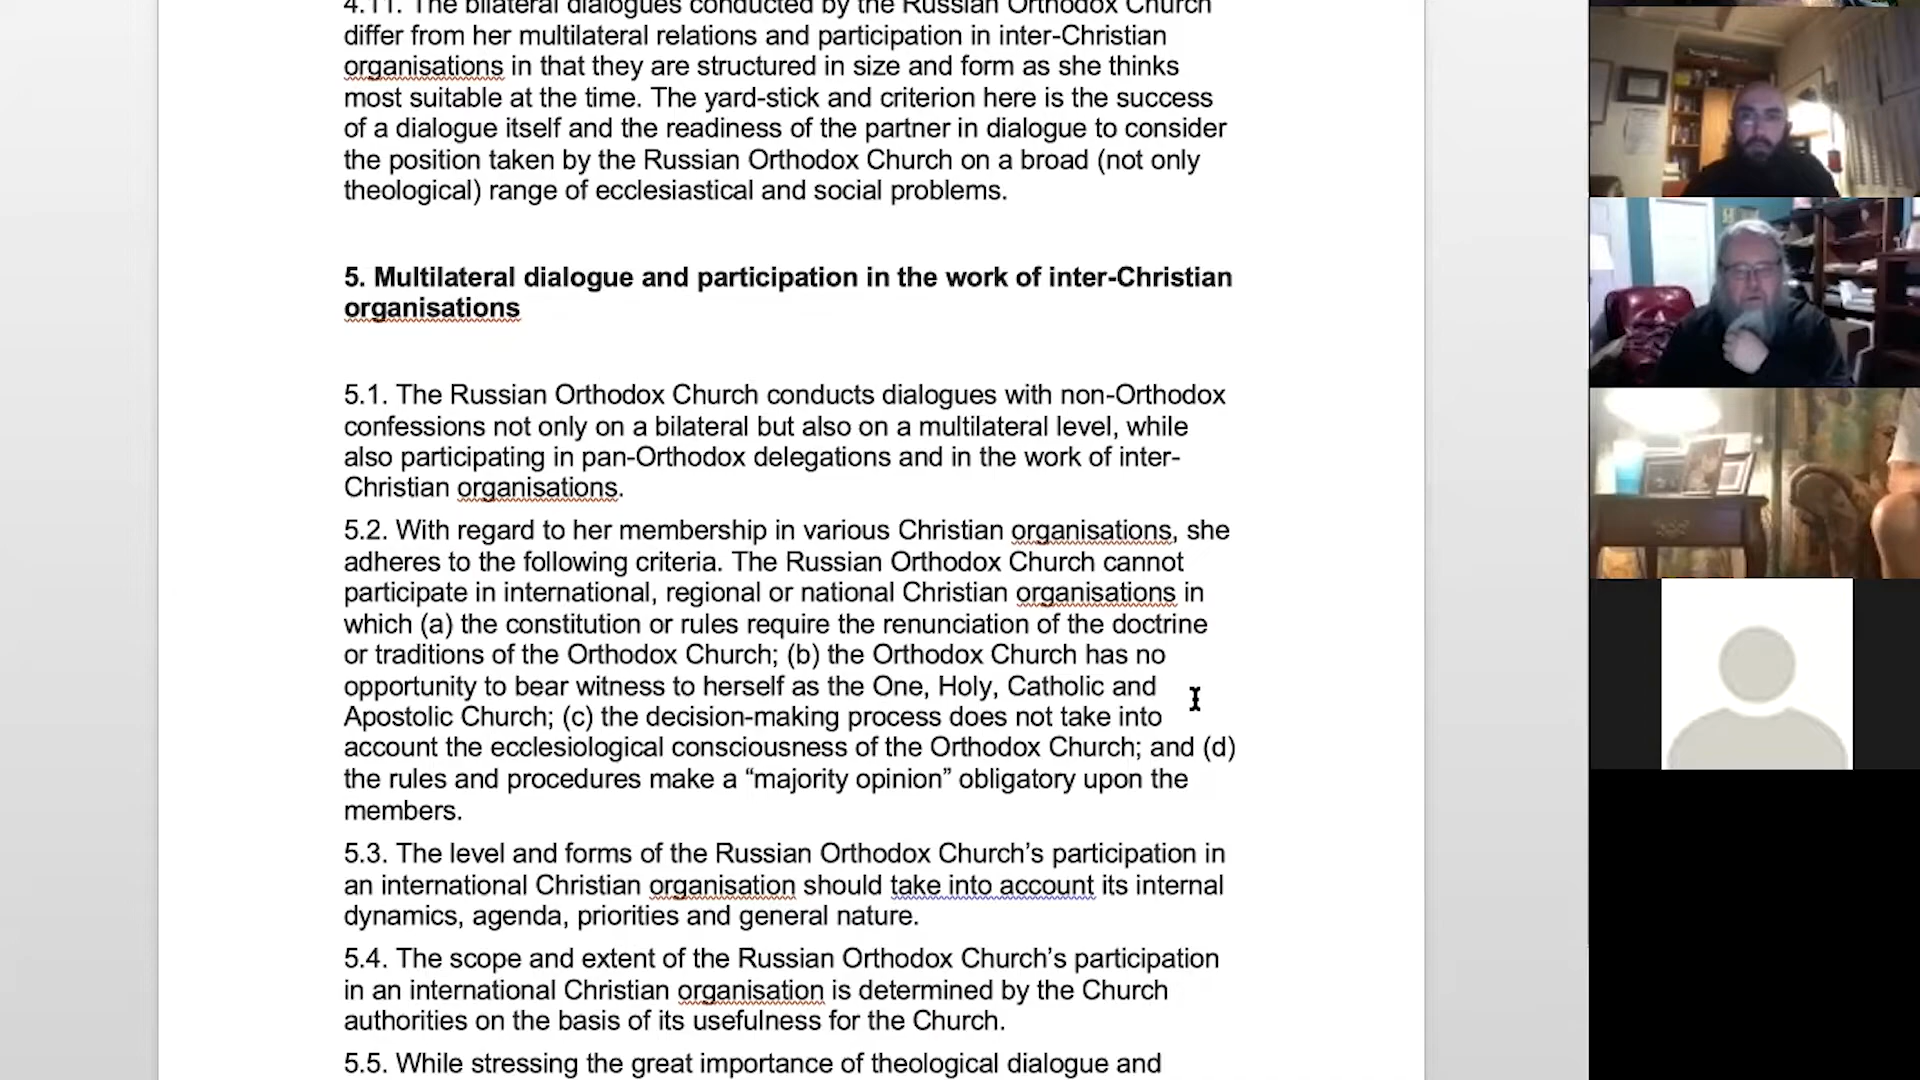 4.11. The bilateral dialogues conducted by the Russian Orthodox Church
differ from her multilateral relations and participation in inter-Christian
organisations in that they are structured in size and form as she thinks
most suitable at the time. The yard-stick and criterion here is the success
of a dialogue itself and the readiness of the partner in dialogue to consider
the position taken by the Russian Orthodox Church on a broad (not only
theological) range of ecclesiastical and social problems.
5. Multilateral dialogue and participation in the work of inter-Christian
organisations
5.1. The Russian Orthodox Church conducts dialogues with non-Orthodox
confessions not only on a bilateral but also on a multilateral level, while
also participating in pan-Orthodox delegations and in the work of inter-
Christian organisations.
5.2. With regard to her membership in various Christian organisations, she
adheres to the following criteria. The Russian Orthodox Church cannot
participate in international, regional or national Christian organisations in
which (a) the constitution or rules require the renunciation of the doctrine
or traditions of the Orthodox Church; (b) the Orthodox Church has no
opportunity to bear witness to herself as the One, Holy, Catholic and
Apostolic Church; (c) the decision-making process does not take into
account the ecclesiological consciousness of the Orthodox Church; and (d)
the rules and procedures make a “majority opinion” obligatory upon the
members.
5.3. The level and forms of the Russian Orthodox Church’s participation in
an international Christian organisation should take into account its internal
dynamics, agenda, priorities and general nature.
5.4. The scope and extent of the Russian Orthodox Church’s participation
in an international Christian organisation is determined by the Church
authorities on the basis of its usefulness for the Church.
5.5. While stressing the great importance of theological dialogue and